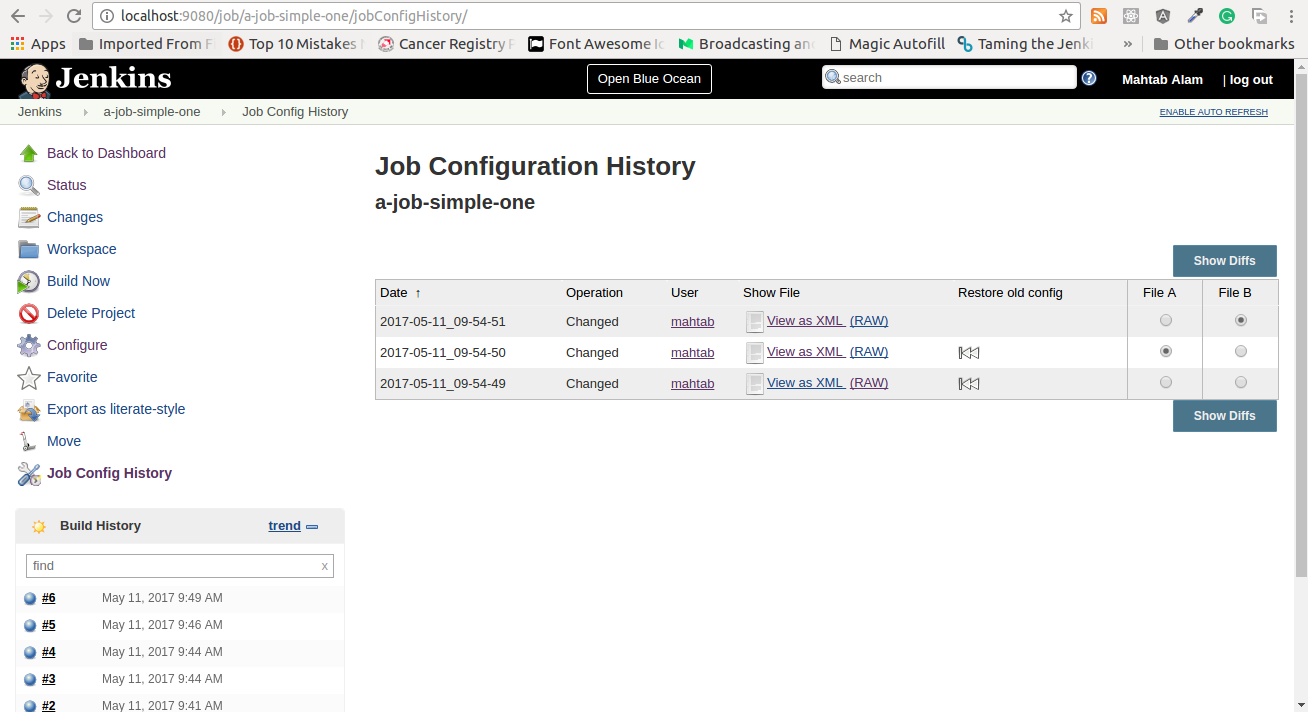 localhost:9080/job/a-job-simple-one/jobConfigHistory/
Apps Imported From F Top 10 Mistakes Cancer Registry Font Awesome Broadcasting an Magic Autofill Taming the Jenki » Other bookmarks
Jenkins Open Blue Ocean search Mahtab Alam | log out
Jenkins a-job-simple-one Job Config History ENABLE AUTO REFRESH
Back to Dashboard
Status
Changes
Workspace
Build Now
Delete Project
Configure
Favorite
Export as literate-style
Move
Job Config History
Build History trend
find x
#6 May 11, 2017 9:49 AM
#5 May 11, 2017 9:46 AM
#4 May 11, 2017 9:44 AM
#3 May 11, 2017 9:44 AM
#2 May 11, 2017 9:41 AM
Job Configuration History
a-job-simple-one
Show Diffs
Date ↑ Operation User Show File Restore old config File A File B
2017-05-11_09-54-51 Changed mahtab View as XML (RAW)
2017-05-11_09-54-50 Changed mahtab View as XML (RAW)
2017-05-11_09-54-49 Changed mahtab View as XML (RAW)
Show Diffs